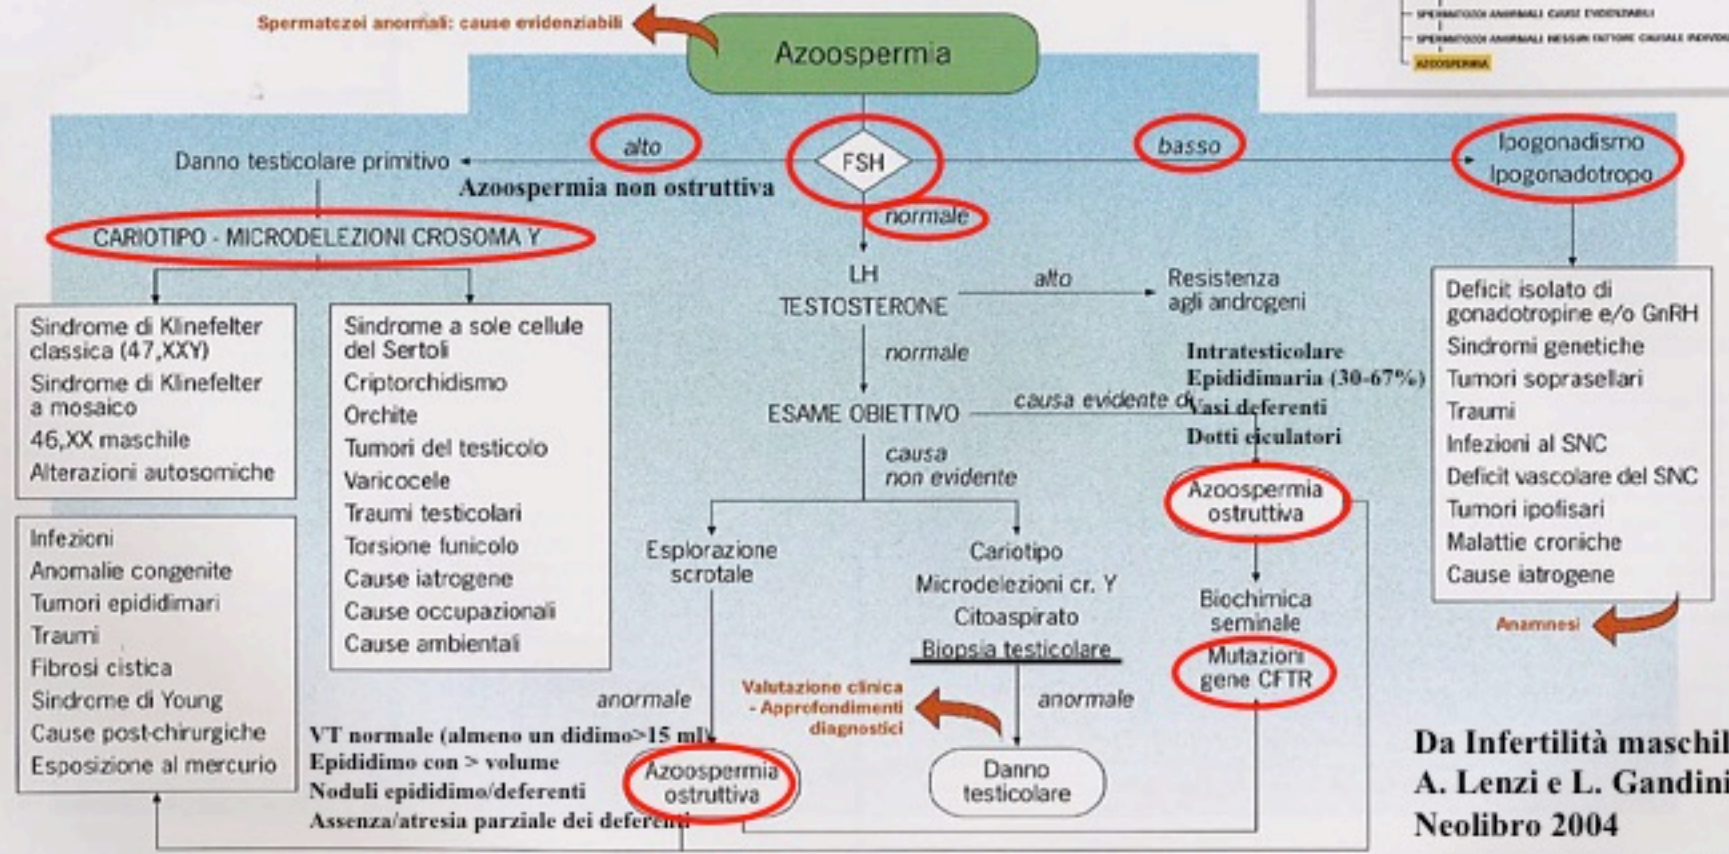 Spermatozoi anormali: cause evidenziabili
Azoospermia
SPERMATOZOI ANORMALI CAUSE EVIDENZIABILI
SPERMATOZOI ANORMALI NESSUN FATTORE CAUSALE
AZOOSPERMIA
alto
FSH
basso
Ipogonadismo
Ipogonadotropo
Danno testicolare primitivo
Azoospermia non ostruttiva
normale
CARIOTIPO - MICRODELEZIONI CROSOMA Y
LH
TESTOSTERONE
alto
Resistenza
agli androgeni
normale
Sindrome di Klinefelter
classica (47,XXY)
Sindrome di Klinefelter
a mosaico
46,XX maschile
Alterazioni autosomiche
Sindrome a sole cellule
del Sertoli
Criptorchidismo
Orchite
Tumori del testicolo
Varicocele
Traumi testicolari
Torsione funicolo
Cause iatrogene
Cause occupazionali
Cause ambientali
Infezioni
Anomalie congenite
Tumori epididimari
Traumi
Fibrosi cistica
Sindrome di Young
Cause post-chirurgiche
Esposizione al mercurio
ESAME OBIETTIVO
causa evidente di
Intratesticolare
Epididimaria (30-67%)
Vasi deferenti
Dotti eiculatori
causa
non evidente
Azoospermia
ostruttiva
Biochimica
seminale
Mutazioni
gene CFTR
Esplorazione
scrotale
Cariotipo
Microdelezioni cr. Y
Citoaspirato
Biopsia testicolare
anormale
Valutazione clinica
- Approfondimenti
diagnostici
anormale
VT normale (almeno un didimo>15 ml)
Epididimo con > volume
Noduli epididimo/deferenti
Assenza/atresia parziale dei deferenti
Azoospermia
ostruttiva
Danno
testicolare
Deficit isolato di
gonadotropine e/o GnRH
Sindromi genetiche
Tumori soprasellari
Traumi
Infezioni al SNC
Deficit vascolare del SNC
Tumori ipofisari
Malattie croniche
Cause iatrogene
Anamnesi
Da Infertilità maschil
A. Lenzi e L. Gandini
Neolibro 2004